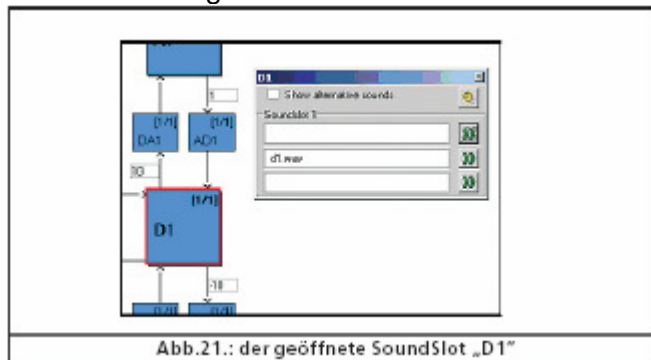 1
[1/1]
DA1
[1/1]
AD1
10
[1/1]
D1
-10
D1
Show alternative sounds
Soundslot 1
d1.wav
Abb.21.: der geöffnete SoundSlot „D1"